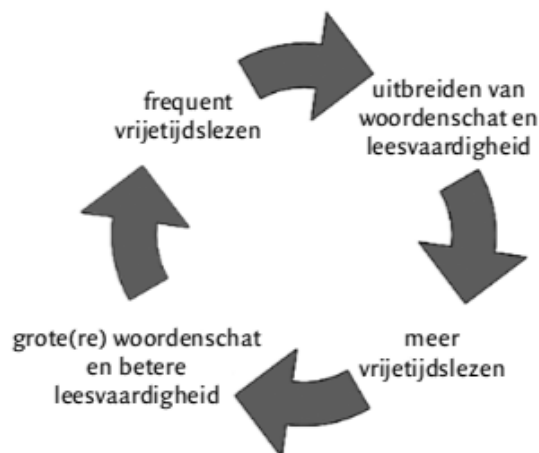 frequent
vrijetijdslezen
uitbreiden van
woordenschat en
leesvaardigheid
meer
vrijetijdslezen
grote(re) woordenschat
en betere
leesvaardigheid